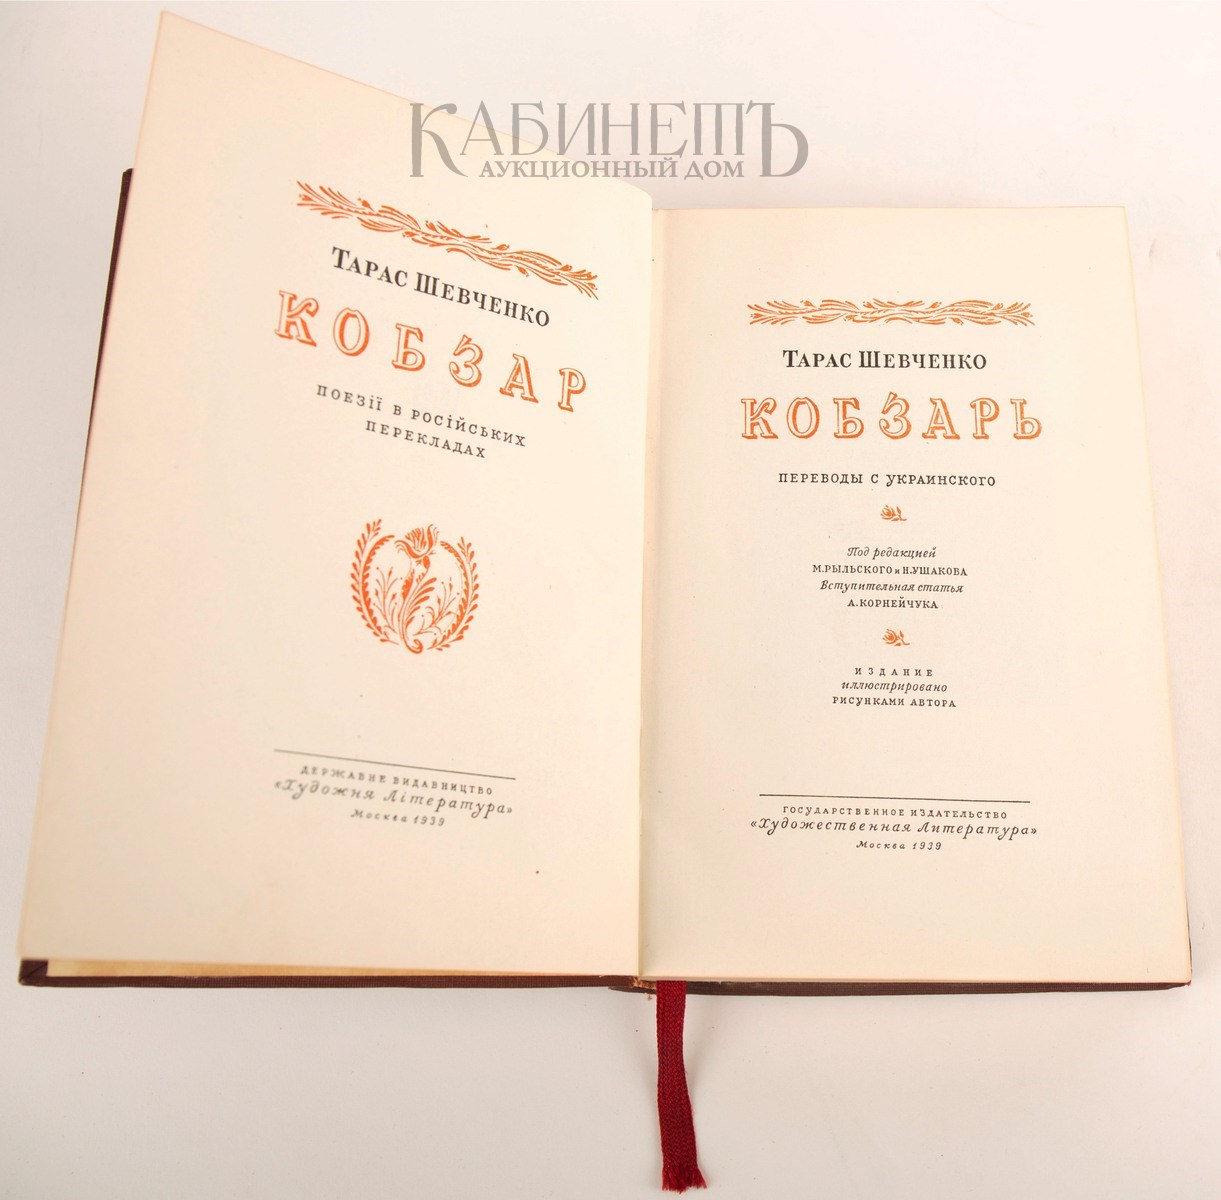 КАБИНЕТЪ
АУКЦИОННЫЙ ДОМ
ТАРАС ШЕВЧЕНКО
КОБЗАР
ПОЕЗІЇ В РОСІЙСЬКИХ
ПЕРЕКЛАДАХ
ДЕРЖАВНЕ ВИДАВНИЦТВО
«Художня Література»
Москва 1939
ТАРАС ШЕВЧЕНКО
КОБЗАРЬ
ПЕРЕВОДЫ С УКРАИНСКОГО
Под редакцией
М.РЫЛЬСКОГО и Н.УШАКОВА
Вступительная статья
А.КОРНЕЙЧУКА
ИЗДАНИЕ
иллюстрировано
РИСУНКАМИ АВТОРА
ГОСУДАРСТВЕННОЕ ИЗДАТЕЛЬСТВО
«Художественная Литература»
Москва 1939